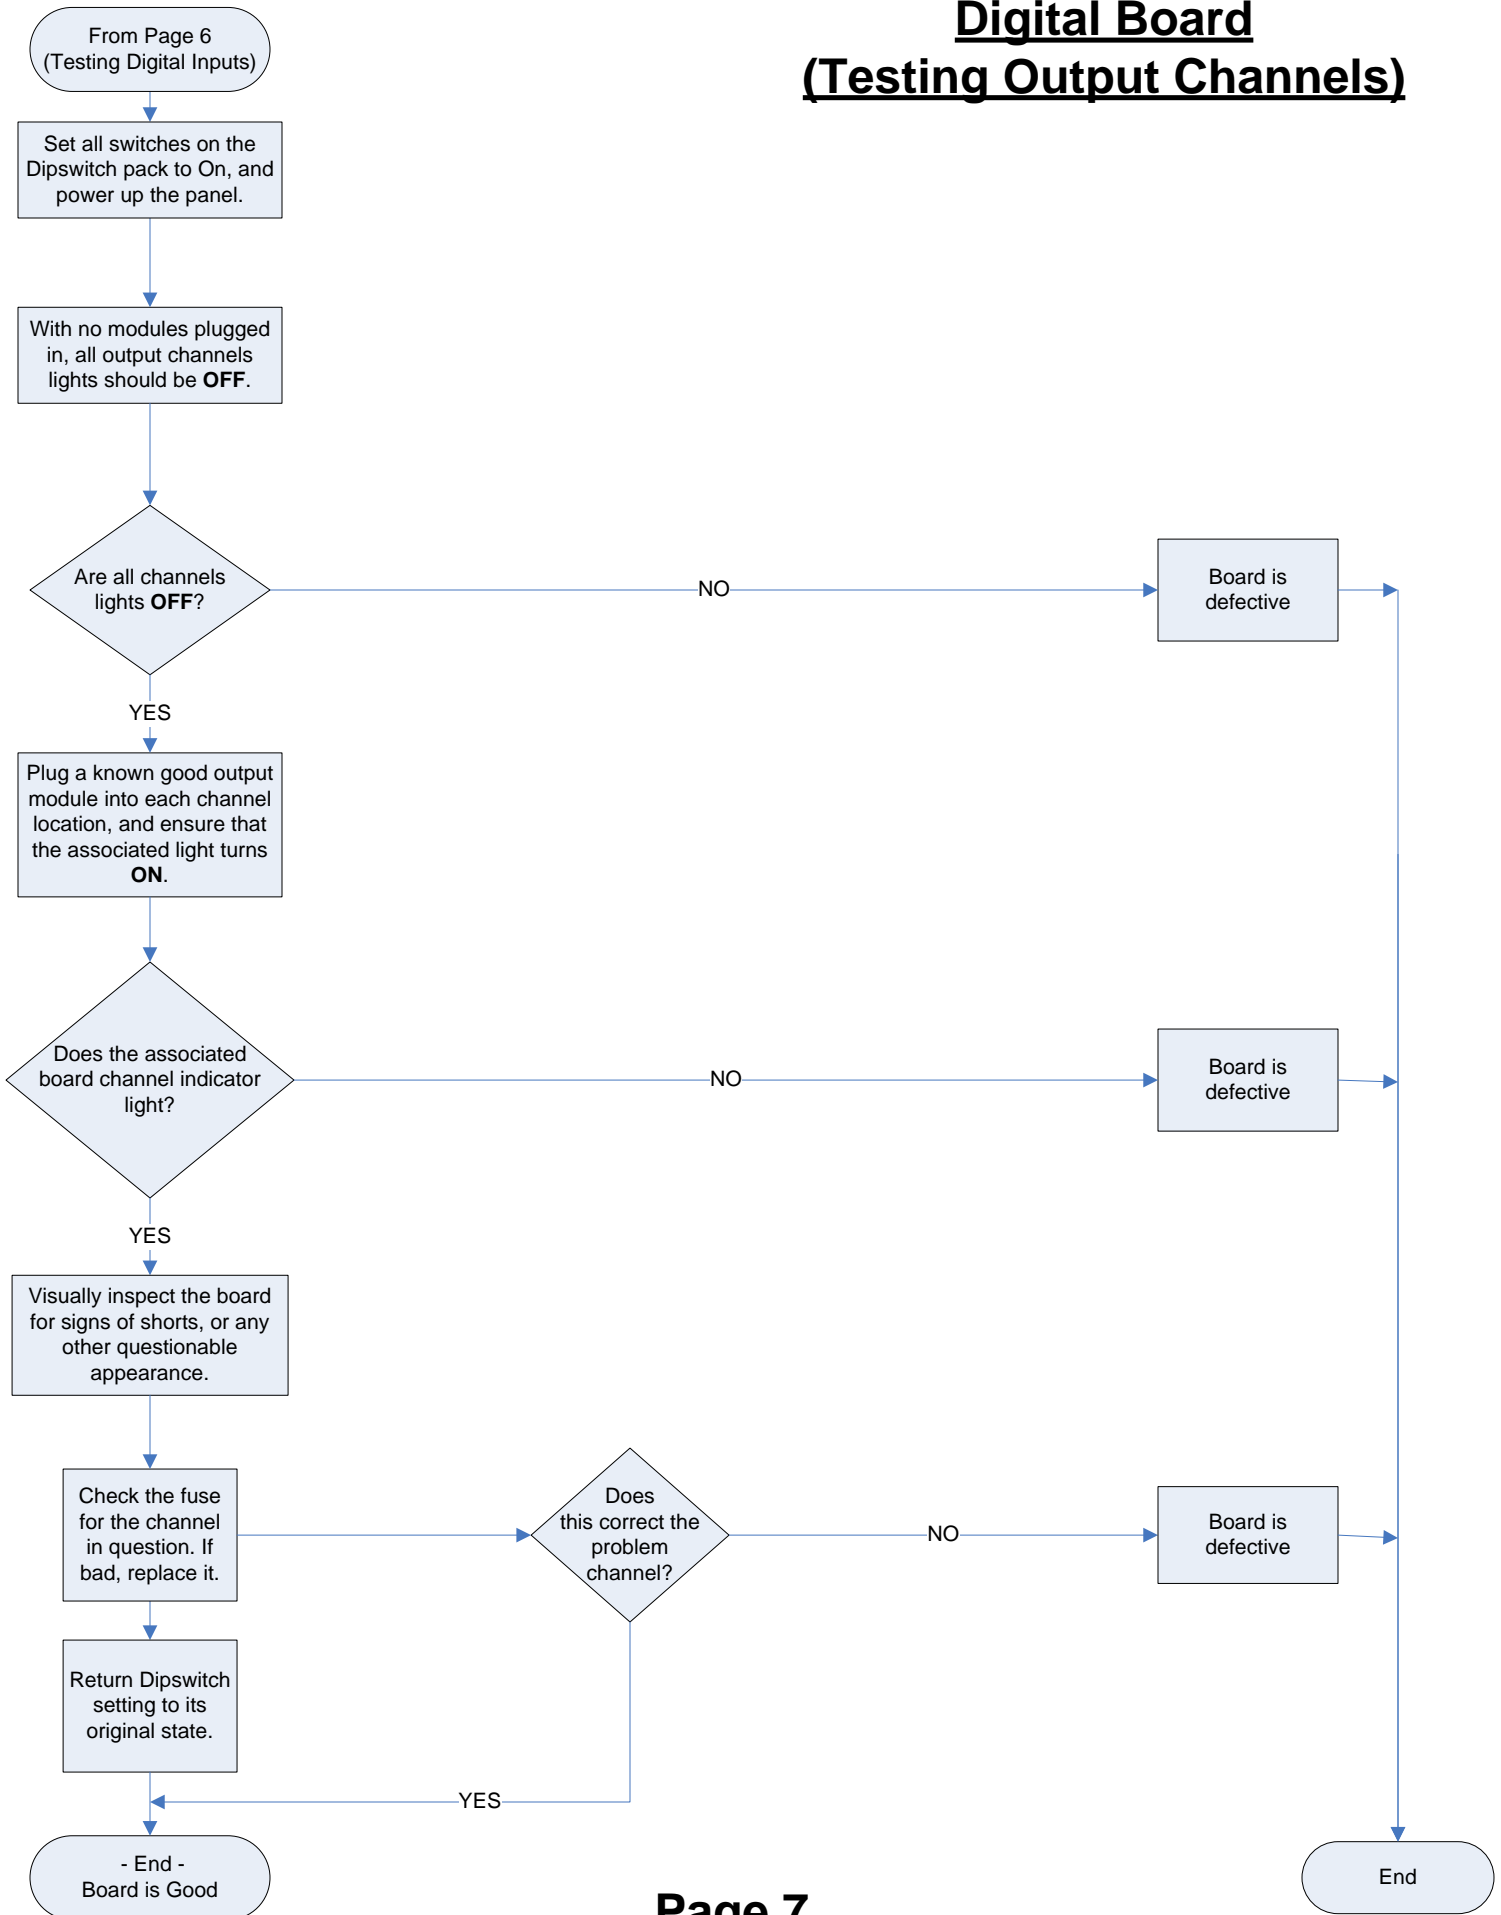 Digital Board
(Testing Output Channels)
From Page 6
(Testing Digital Inputs)
Set all switches on the
Dipswitch pack to On, and
power up the panel.
With no modules plugged
in, all output channels
lights should be OFF.
Are all channels
lights OFF?
NO
Board is
defective
YES
Plug a known good output
module into each channel
location, and ensure that
the associated light turns
ON.
Does the associated
board channel indicator
light?
NO
Board is
defective
YES
Visually inspect the board
for signs of shorts, or any
other questionable
appearance.
Check the fuse
for the channel
in question. If
bad, replace it.
Does
this correct the
problem
channel?
NO
Board is
defective
Return Dipswitch
setting to its
original state.
YES
- End -
Board is Good
End
Page 7